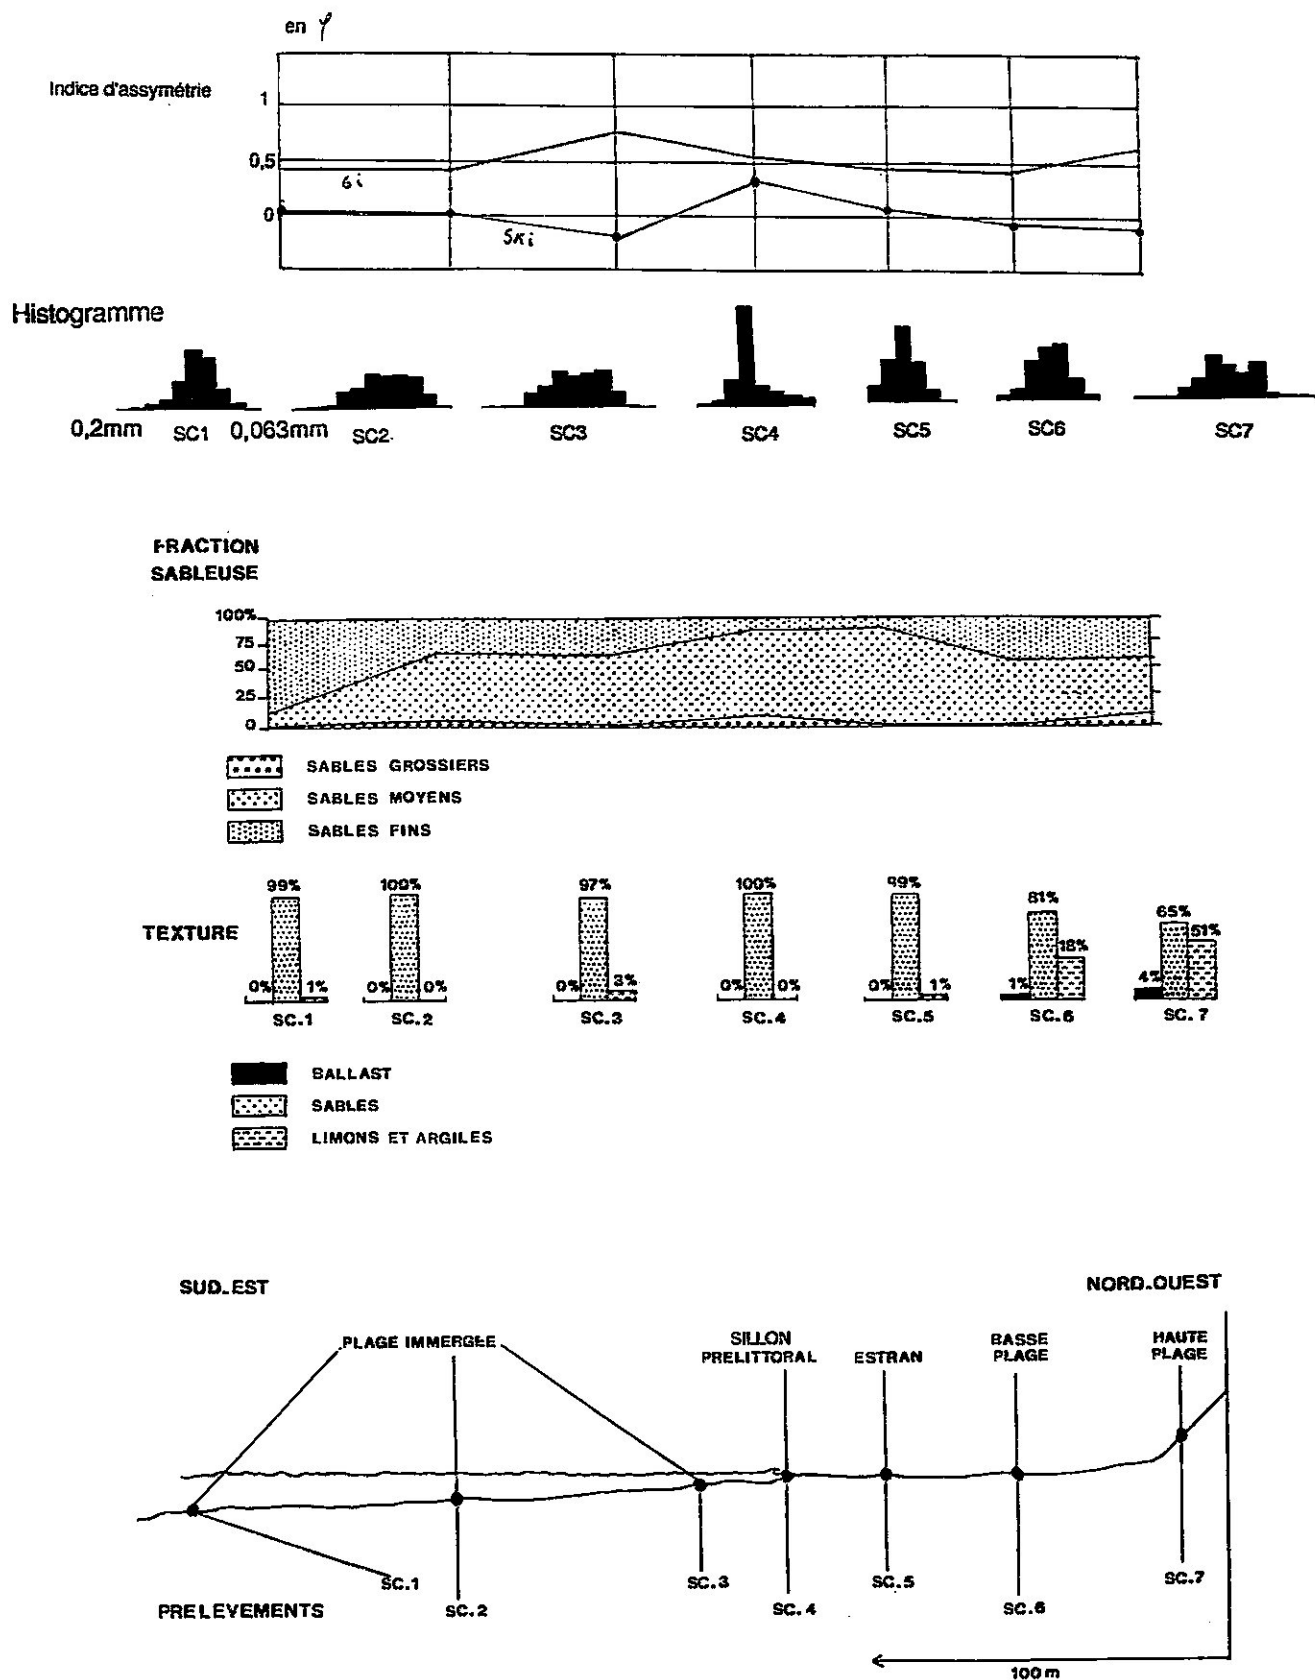 en φ
Indice d'assymétrie
1
0,5
0
σi
Sκi
Histogramme
0,2mm SC1 0,063mm SC2. SC3 SC4 SC5 SC6 SC7
FRACTION
SABLEUSE
100%
75
50
25
0
SABLES GROSSIERS
SABLES MOYENS
SABLES FINS
TEXTURE
99% 100% 97% 100% 99% 81% 65%
0% 1% 0% 0% 0% 3% 0% 0% 0% 1% 1% 18% 4% 51%
SC.1 SC.2 SC.3 SC.4 SC.5 SC.6 SC.7
BALLAST
SABLES
LIMONS ET ARGILES
SUD_EST
NORD_OUEST
PLAGE IMMERGEE
SILLON
PRELITTORAL
ESTRAN
BASSE
PLAGE
HAUTE
PLAGE
SC.1 SC.2 SC.3 SC.4 SC.5 SC.6 SC.7
PRELEVEMENTS
100 m